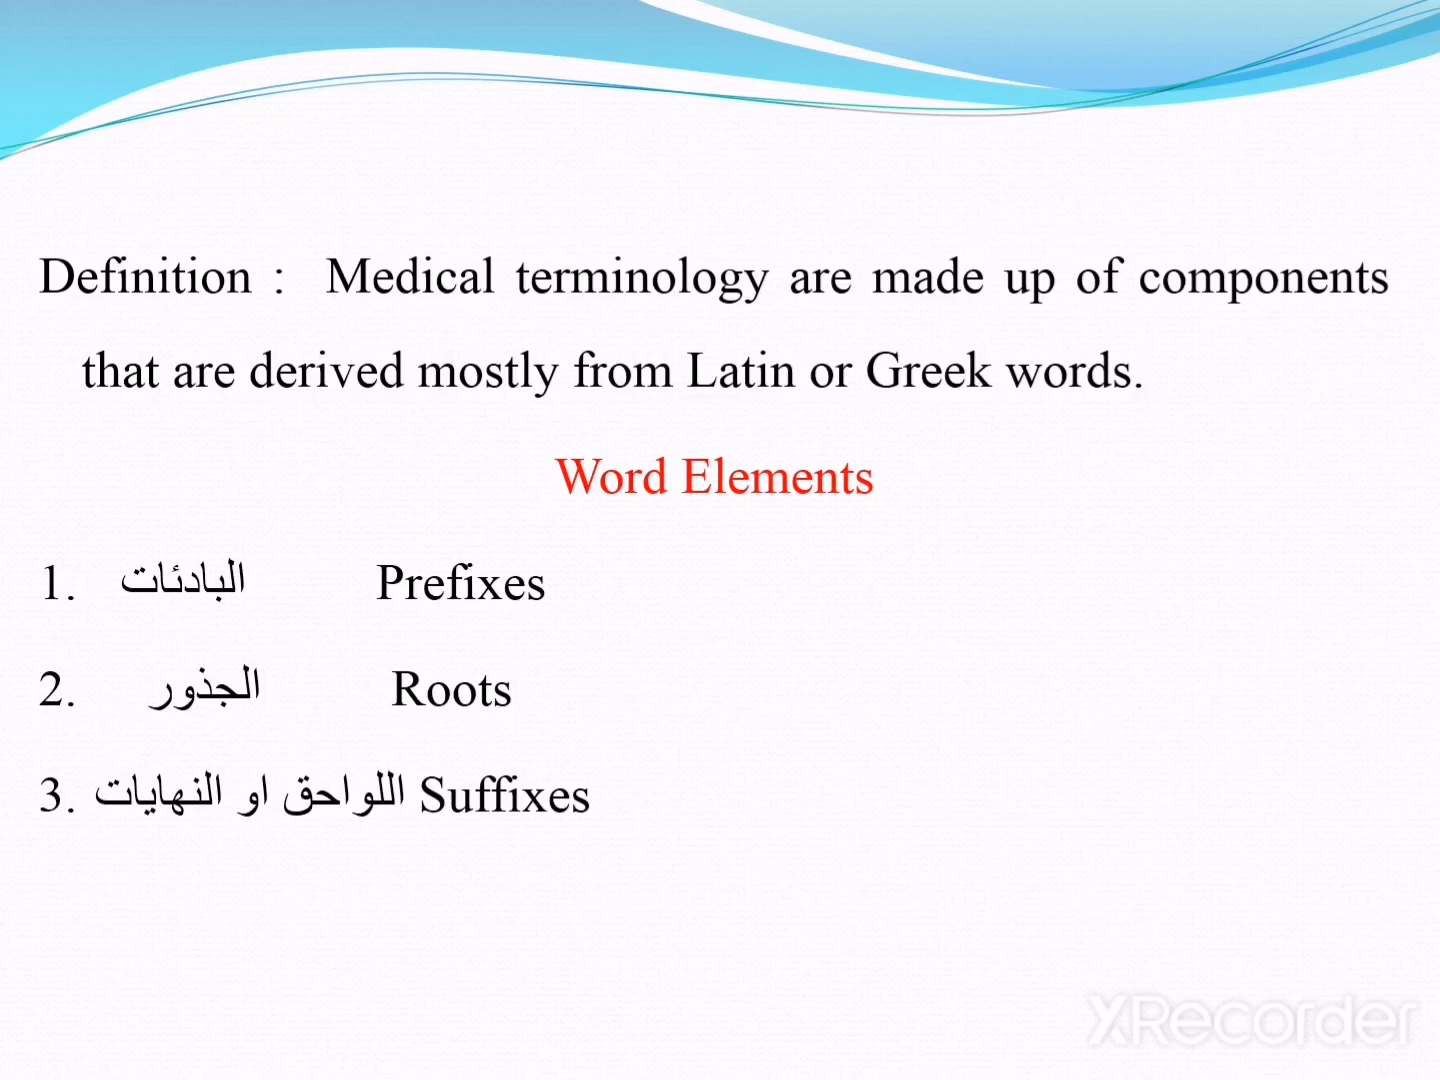 Definition : Medical terminology are made up of components
that are derived mostly from Latin or Greek words.
Word Elements
1. البادئات Prefixes
2. الجذور Roots
3. اللواحق او النهايات Suffixes
XRecorder